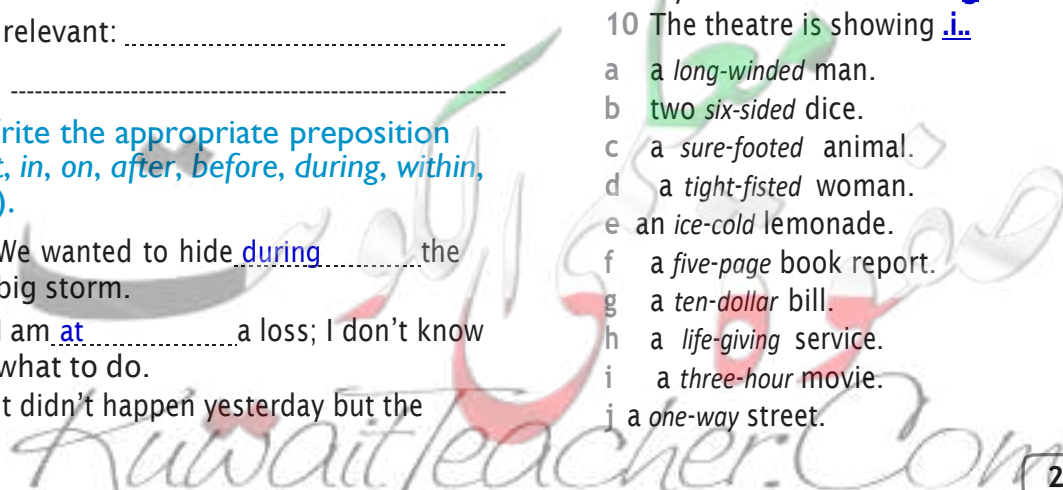 relevant:
rite the appropriate preposition
t, in, on, after, before, during, within,
).
We wanted to hide during the
big storm.
I am at a loss; I don't know
what to do.
t didn't happen yesterday but the
10 The theatre is showing .i..
a a long-winded man.
b two six-sided dice.
c a sure-footed animal.
d a tight-fisted woman.
e an ice-cold lemonade.
f a five-page book report.
g a ten-dollar bill.
h a life-giving service.
i a three-hour movie.
j a one-way street.
KuwaitTeacher.Com
2